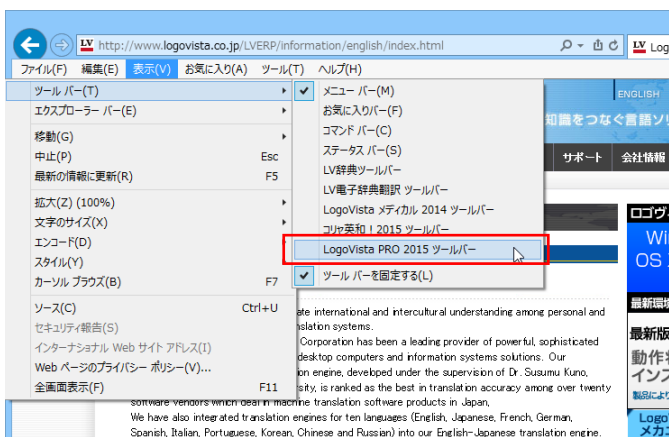 http://www.logovista.co.jp/LVERP/information/english/index.html
LV Log
ファイル(F) 編集(E) 表示(V) お気に入り(A) ツール(T) ヘルプ(H)
ツール バー(T)
エクスプローラー バー(E)
移動(G)
中止(P) Esc
最新の情報に更新(R) F5
拡大(Z) (100%)
文字のサイズ(X)
エンコード(D)
スタイル(Y)
カーソル ブラウズ(B) F7
ソース(C) Ctrl+U
セキュリティ報告(S)
インターナショナル Web サイト アドレス(I)
Web ページのプライバシー ポリシー(V)...
全画面表示(F) F11
メニュー バー(M)
お気に入りバー(F)
コマンド バー(C)
ステータス バー(S)
LV辞典ツールバー
LV電子辞典翻訳 ツールバー
LogoVista メディカル 2014 ツールバー
コリャ英和！2015 ツールバー
LogoVista PRO 2015 ツールバー
ツール バーを固定する(L)
ENGLISH
知識をつなぐ言語ソリ
サポート 会社情報
ロゴヴ
Wi
OS
最新環境
最新版
動作
インス
製品によ
Logo
メカ
ate international and intercultural understanding among personal and
nslation systems.
Corporation has been a leading provider of powerful, sophisticated
desktop computers and information systems solutions. Our
on engine, developed under the supervision of Dr. Susumu Kuno,
sity, is ranked as the best in translation accuracy among over twenty
software vendors which deal in machine translation software products in Japan.
We have also integrated translation engines for ten languages (English, Japanese, French, German,
Spanish, Italian, Portuguese, Korean, Chinese and Russian) into our English-Japanese translation engine.